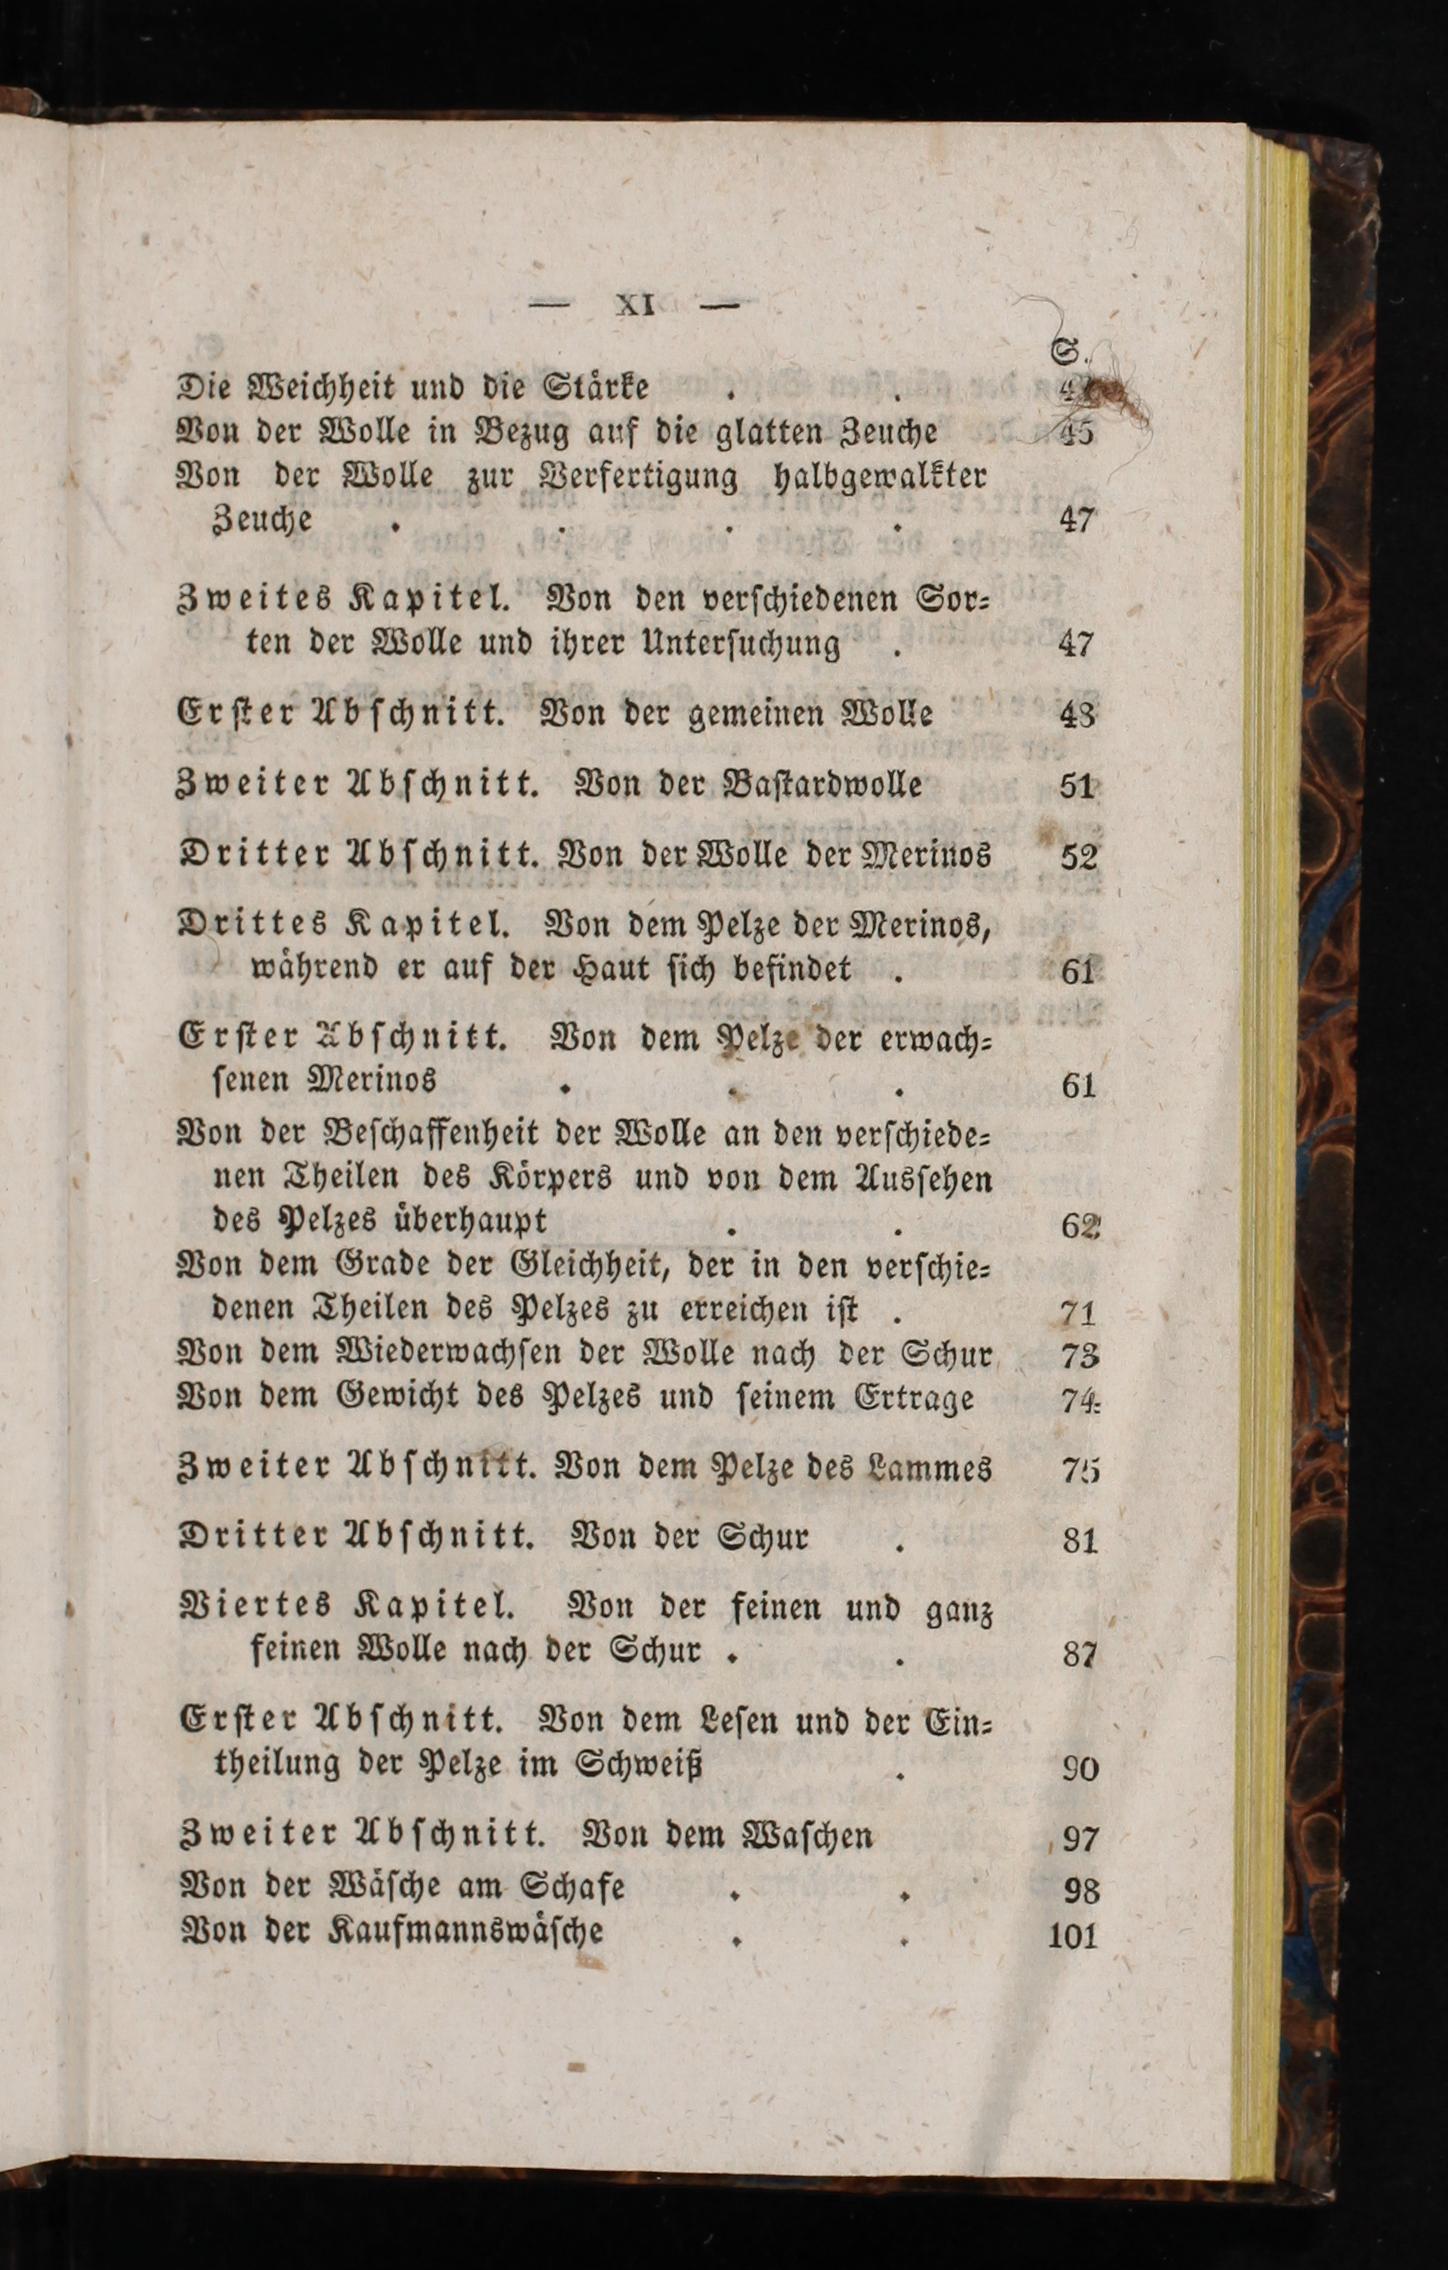 — XI —
S.
Die Weichheit und die Stärke . .
Von der Wolle in Bezug auf die glatten Zeuche 45
Von der Wolle zur Verfertigung halbgewalkter
Zeuche . . . . 47
Zweites Kapitel. Von den verschiedenen Sor-
ten der Wolle und ihrer Untersuchung . 47
Erster Abschnitt. Von der gemeinen Wolle 48
Zweiter Abschnitt. Von der Bastardwolle 51
Dritter Abschnitt. Von der Wolle der Merinos 52
Drittes Kapitel. Von dem Pelze der Merinos,
während er auf der Haut sich befindet . 61
Erster Abschnitt. Von dem Pelze der erwach-
senen Merinos . . . 61
Von der Beschaffenheit der Wolle an den verschiede-
nen Theilen des Körpers und von dem Aussehen
des Pelzes überhaupt . . 62
Von dem Grade der Gleichheit, der in den verschie-
denen Theilen des Pelzes zu erreichen ist . 71
Von dem Wiederwachsen der Wolle nach der Schur 73
Von dem Gewicht des Pelzes und seinem Ertrage 74
Zweiter Abschnitt. Von dem Pelze des Lammes 75
Dritter Abschnitt. Von der Schur . 81
Viertes Kapitel. Von der feinen und ganz
feinen Wolle nach der Schur . . 87
Erster Abschnitt. Von dem Lesen und der Ein-
theilung der Pelze im Schweiß . 90
Zweiter Abschnitt. Von dem Waschen 97
Von der Wäsche am Schafe . . 98
Von der Kaufmannswäsche . . 101